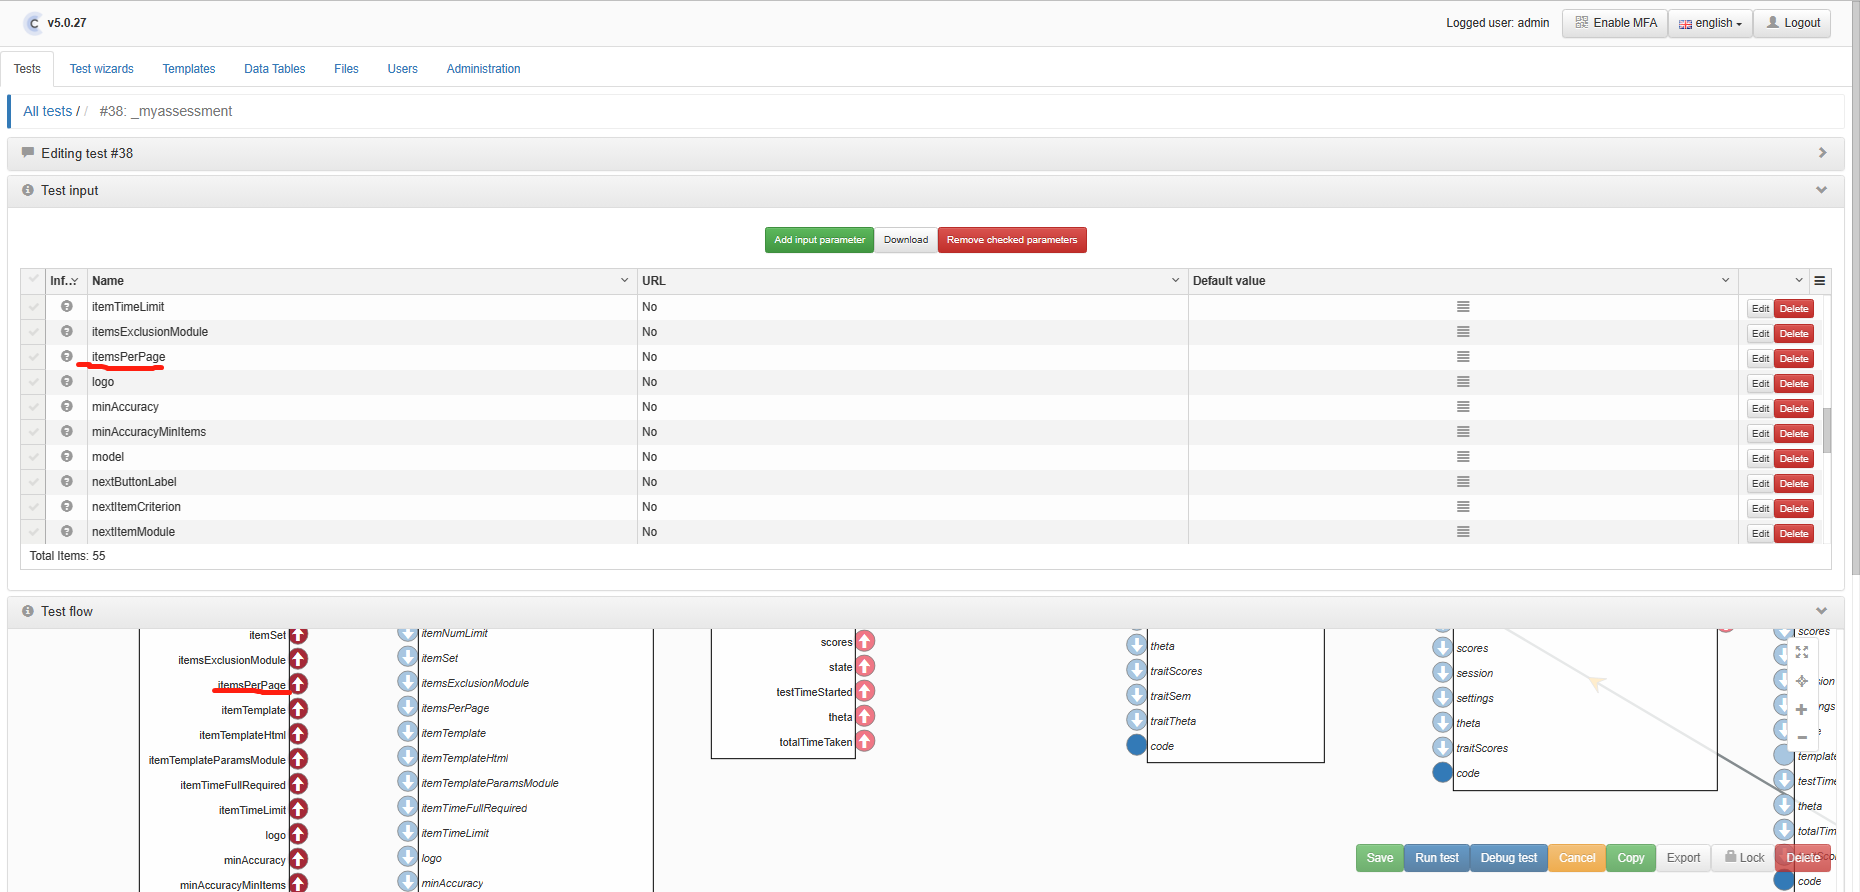 C v5.0.27
Logged user: admin
Enable MFA
english
Logout
Tests
Test wizards
Templates
Data Tables
Files
Users
Administration
All tests // #38: _myassessment
Editing test #38
Test input
Add input parameter
Download
Remove checked parameters
Inf... Name URL Default value
itemTimeLimit No Edit Delete
itemsExclusionModule No Edit Delete
itemsPerPage No Edit Delete
logo No Edit Delete
minAccuracy No Edit Delete
minAccuracyMinItems No Edit Delete
model No Edit Delete
nextButtonLabel No Edit Delete
nextItemCriterion No Edit Delete
nextItemModule No Edit Delete
Total Items: 55
Test flow
itemSet
itemsExclusionModule
itemsPerPage
itemTemplate
itemTemplateHtml
itemTemplateParamsModule
itemTimeFullRequired
itemTimeLimit
logo
minAccuracy
minAccuracyMinItems
itemNumLimit
itemSet
itemsExclusionModule
itemsPerPage
itemTemplate
itemTemplateHtml
itemTemplateParamsModule
itemTimeFullRequired
itemTimeLimit
logo
minAccuracy
scores
state
testTimeStarted
theta
totalTimeTaken
theta
traitScores
traitSem
traitTheta
code
scores
session
settings
theta
traitScores
code
scores
template
testTime
theta
totalTim
code
Save
Run test
Debug test
Cancel
Copy
Export
Lock
Delete